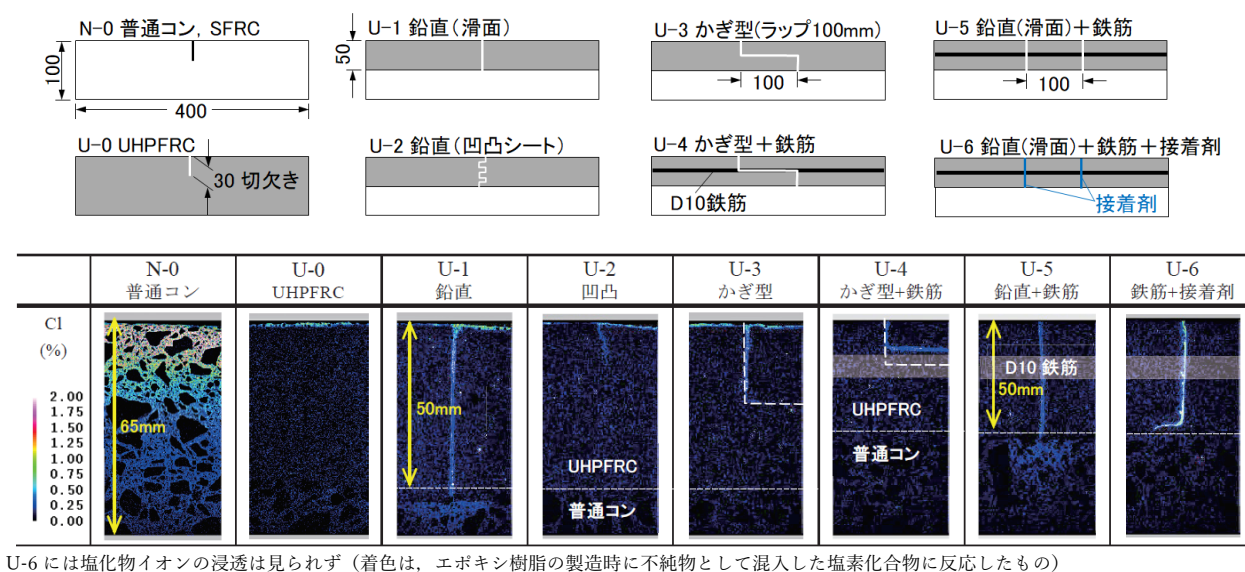 N-0 普通コン, SFRC
100
400
U-1 鉛直(滑面)
50
U-3 かぎ型(ラップ100mm)
100
U-5 鉛直(滑面)+鉄筋
100
U-0 UHPFRC
30 切欠き
U-2 鉛直(凹凸シート)
U-4 かぎ型+鉄筋
D10鉄筋
U-6 鉛直(滑面)+鉄筋+接着剤
接着剤
N-0 U-0 U-1 U-2 U-3 U-4 U-5 U-6
普通コン UHPFRC 鉛直 凹凸 かぎ型 かぎ型+鉄筋 鉛直+鉄筋 鉄筋+接着剤
Cl
(%)
2.00
1.75
1.50
1.25
1.00
0.75
0.50
0.25
0.00
65mm
50mm
UHPFRC
普通コン
UHPFRC
普通コン
D10 鉄筋
50mm
U-6 には塩化物イオンの浸透は見られず（着色は，エポキシ樹脂の製造時に不純物として混入した塩素化合物に反応したもの）